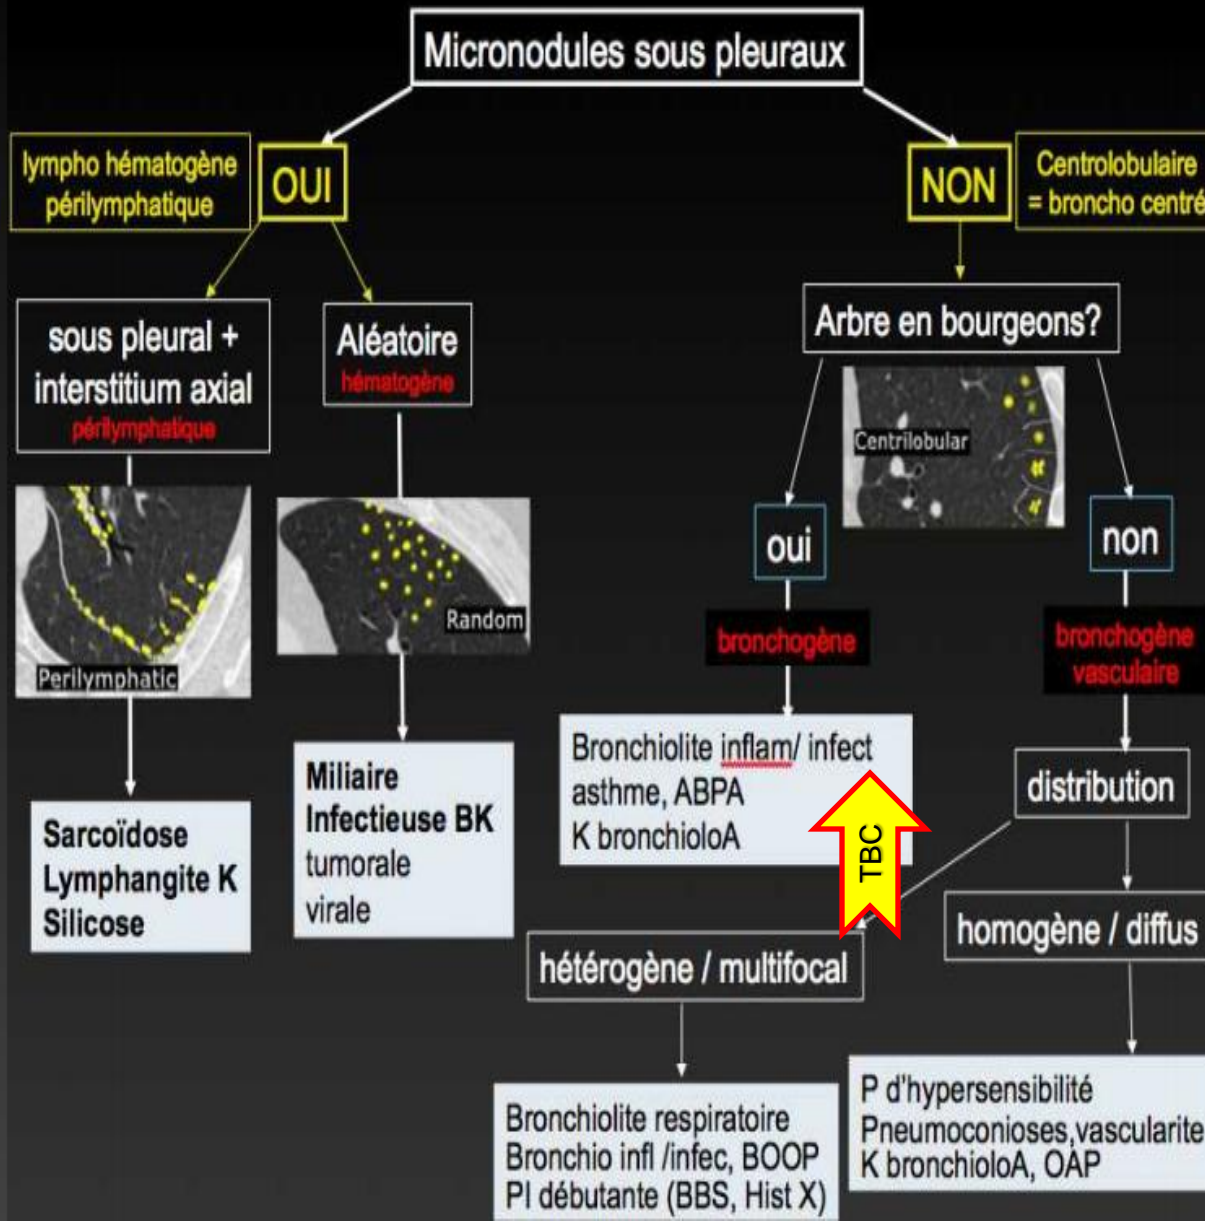 Micronodules sous pleuraux
lympho hématogène
périlymphatique
OUI
NON
Centrolobulaire
= broncho centré
sous pleural +
interstitium axial
périlymphatique
Aléatoire
hématogène
Arbre en bourgeons?
Perilymphatic
Random
Centrilobular
oui
non
bronchogène
bronchogène
vasculaire
Sarcoïdose
Lymphangite K
Silicose
Miliaire
Infectieuse BK
tumorale
virale
Bronchiolite inflam/ infect
asthme, ABPA
K bronchioloA
TBC
distribution
hétérogène / multifocal
homogène / diffus
Bronchiolite respiratoire
Bronchio infl /infec, BOOP
PI débutante (BBS, Hist X)
P d'hypersensibilité
Pneumoconioses,vascularite
K bronchioloA, OAP